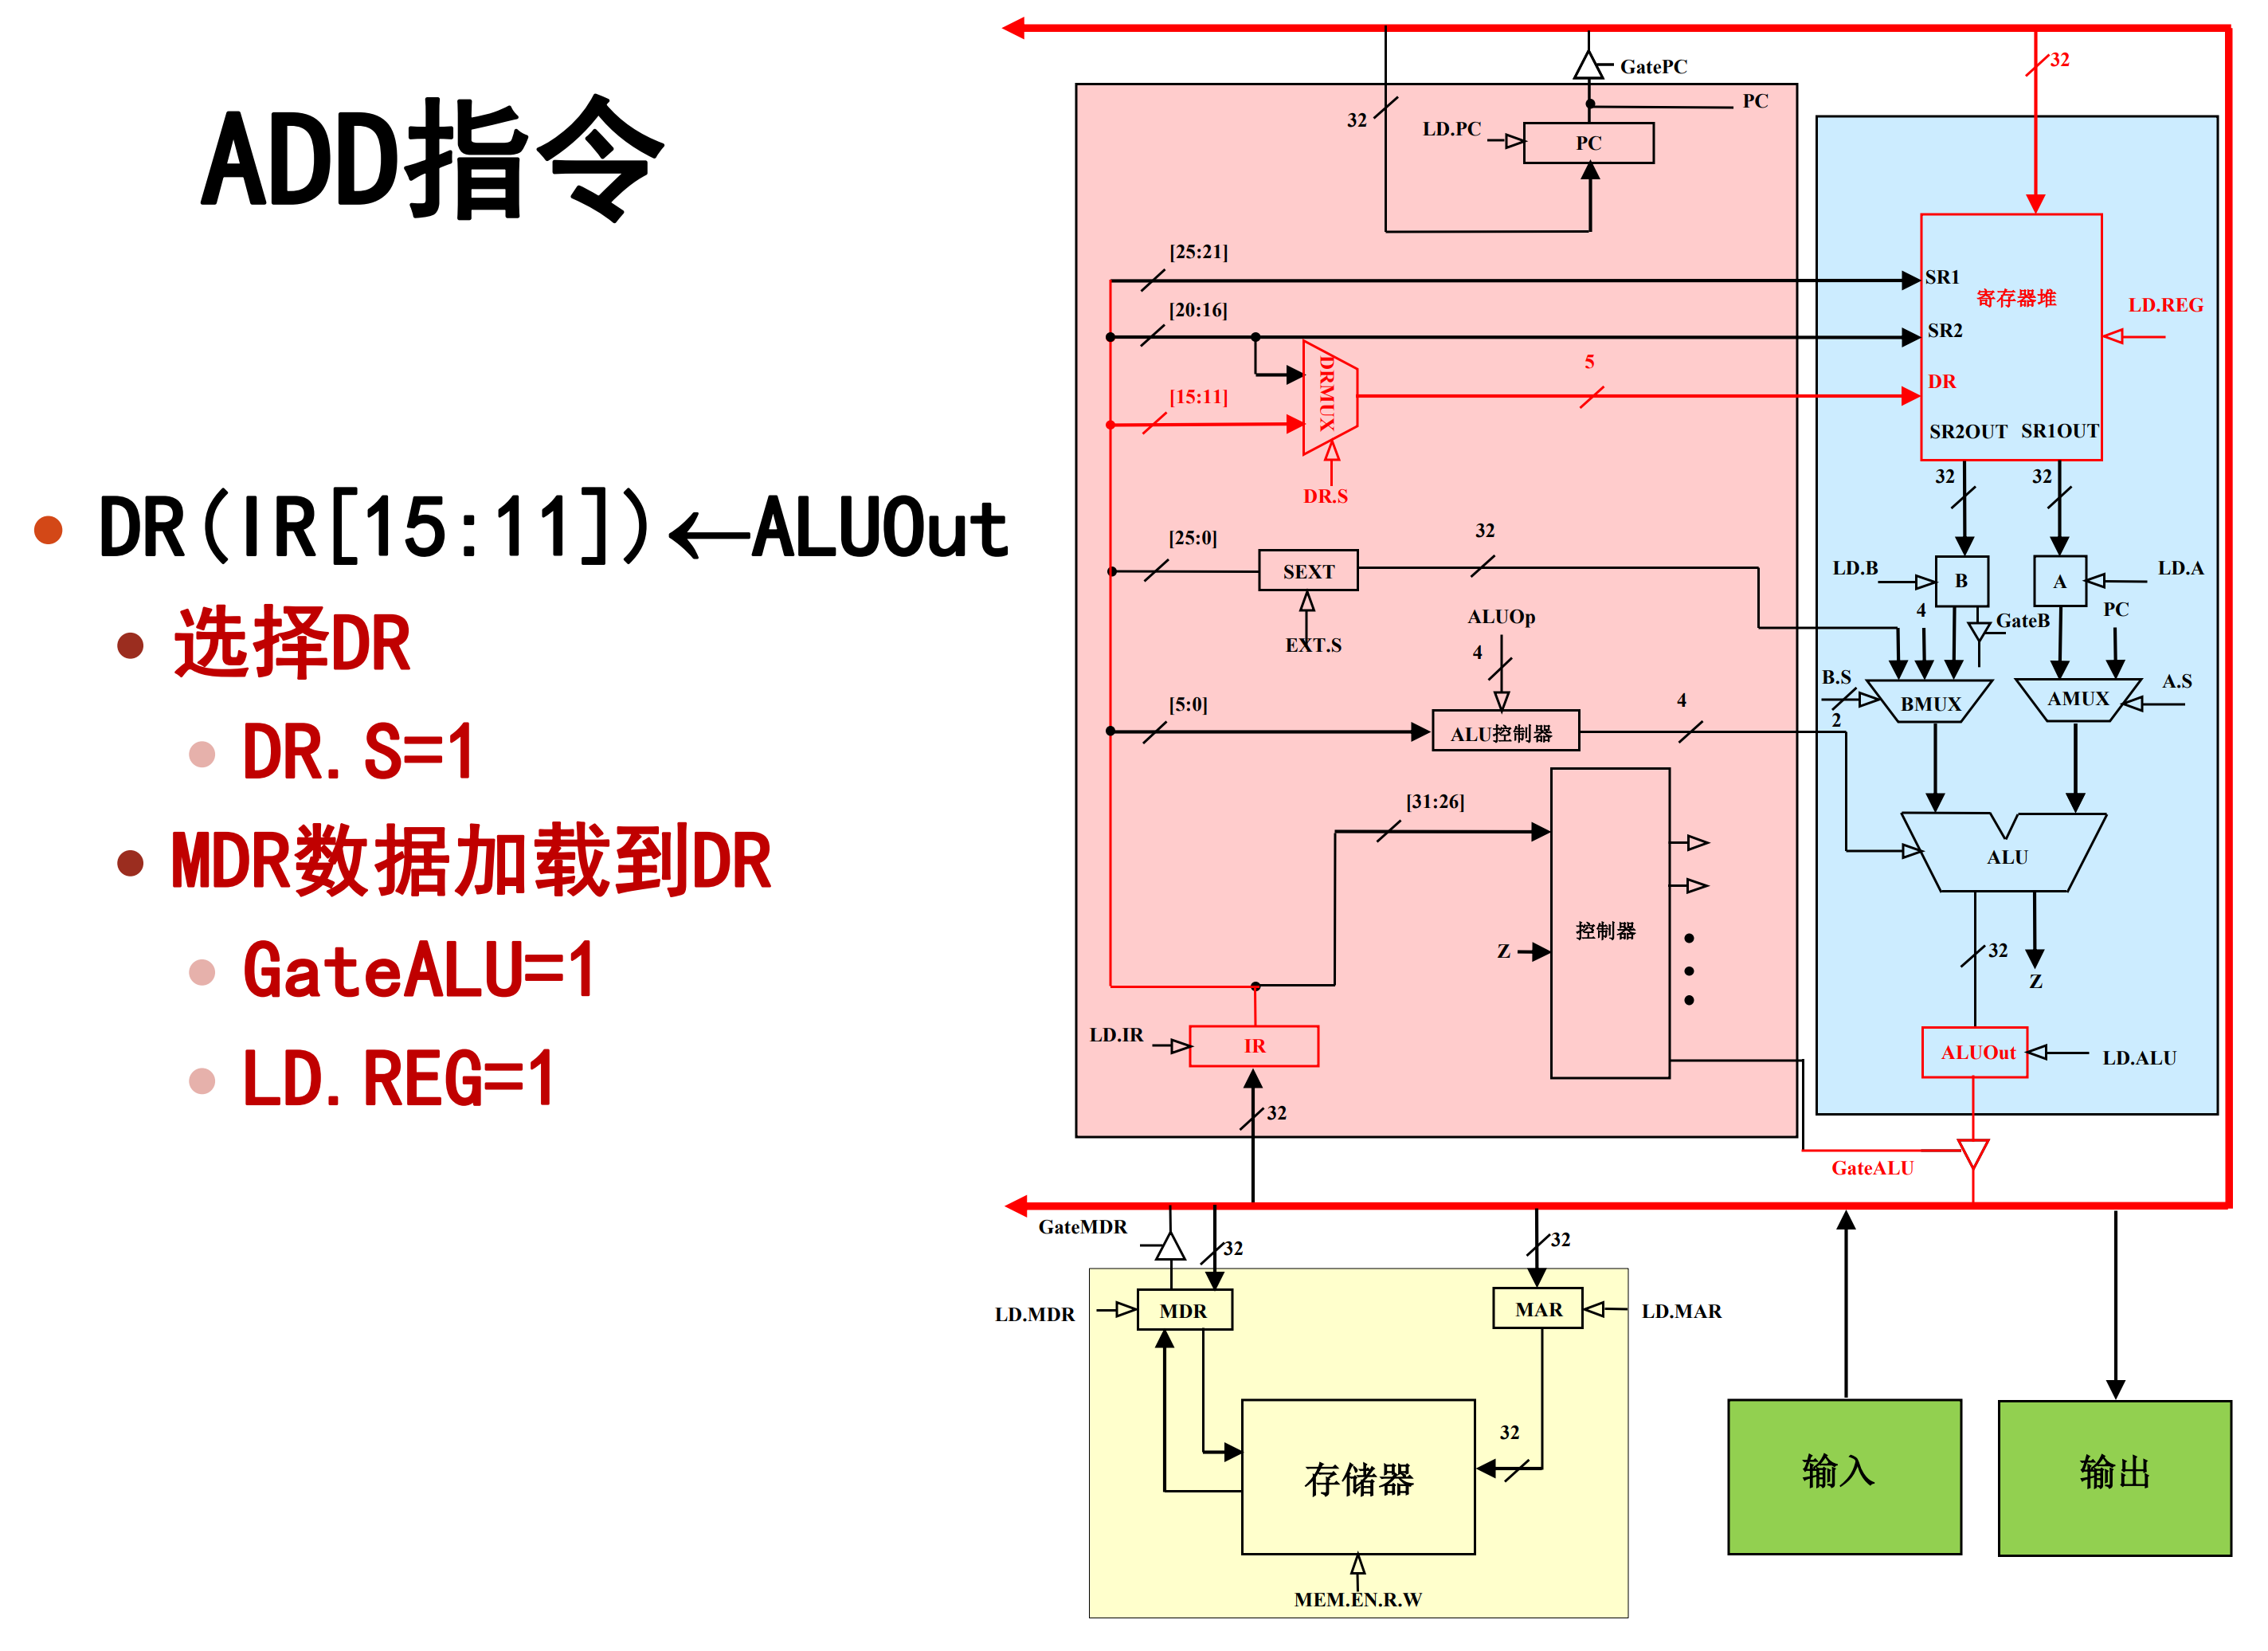 ADD指令
DR(IR[15:11])←ALUOut
选择DR
DR.S=1
MDR数据加载到DR
GateALU=1
LD.REG=1
GatePC
PC
32
LD.PC
PC
32
[25:21]
SR1
寄存器堆
LD.REG
[20:16]
SR2
DRMUX
5
DR
[15:11]
SR2OUT
SR1OUT
DR.S
32
32
[25:0]
SEXT
32
EXT.S
LD.B
B
A
LD.A
4
GateB
PC
ALUOp
4
B.S
2
BMUX
AMUX
A.S
[5:0]
ALU控制器
4
[31:26]
ALU
控制器
Z
32
Z
LD.IR
IR
ALUOut
LD.ALU
32
GateALU
GateMDR
32
32
LD.MDR
MDR
MAR
LD.MAR
32
存储器
输入
输出
MEM.EN.R.W